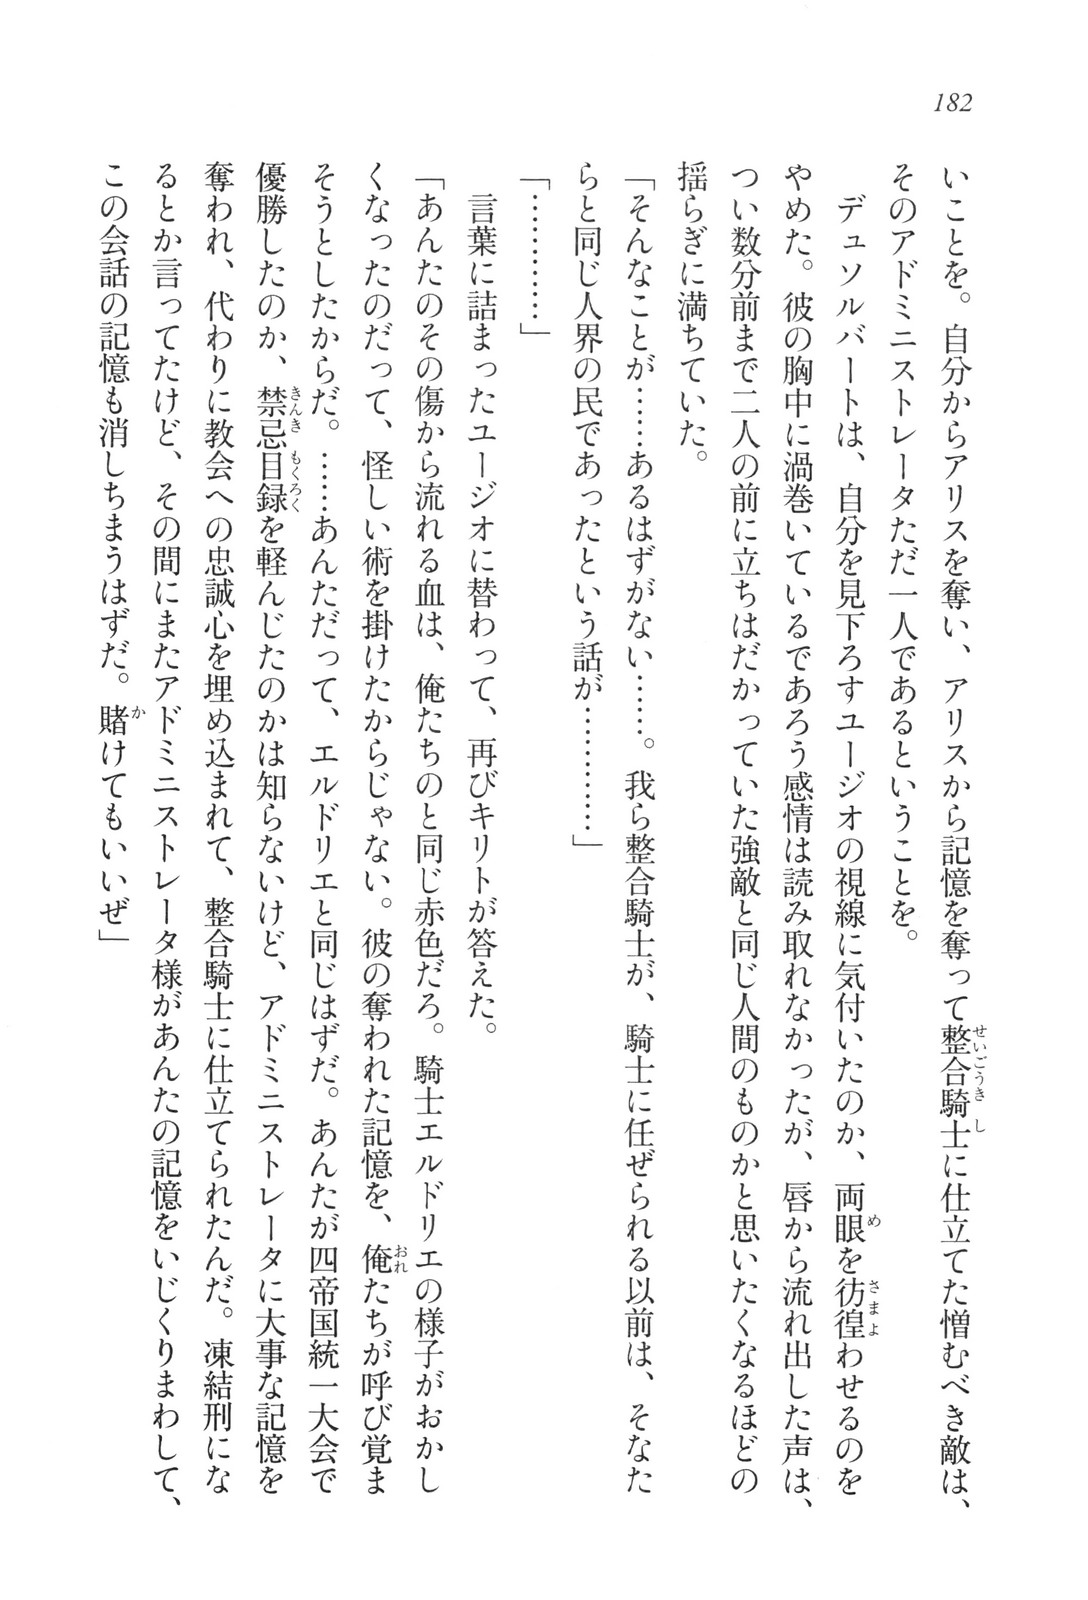 182
いことを。自分からアリスを奪い、アリスから記憶を奪って整合騎士に仕立てた憎むべき敵は、
そのアドミニストレータただ一人であるということを。
デュソルバートは、自分を見下ろすユージオの視線に気付いたのか、両眼を彷徨わせるのを
やめた。彼の胸中に渦巻いているであろう感情は読み取れなかったが、唇から流れ出した声は、
つい数分前まで二人の前に立ちはだかっていた強敵と同じ人間のものかと思いたくなるほどの
揺らぎに満ちていた。
「そんなことが……あるはずがない……。我ら整合騎士が、騎士に任ぜられる以前は、そなた
らと同じ人界の民であったという話が…………」
「…………」
言葉に詰まったユージオに替わって、再びキリトが答えた。
「あんたのその傷から流れる血は、俺たちのと同じ赤色だろ。騎士エルドリエの様子がおかし
くなったのだって、怪しい術を掛けたからじゃない。彼の奪われた記憶を、俺たちが呼び覚ま
そうとしたからだ。……あんただって、エルドリエと同じはずだ。あんたが四帝国統一大会で
優勝したのか、禁忌目録を軽んじたのかは知らないけど、アドミニストレータに大事な記憶を
奪われ、代わりに教会への忠誠心を埋め込まれて、整合騎士に仕立てられたんだ。凍結刑にな
るとか言ってたけど、その間にまたアドミニストレータ様があんたの記憶をいじくりまわして、
この会話の記憶も消しちまうはずだ。賭けてもいいぜ」